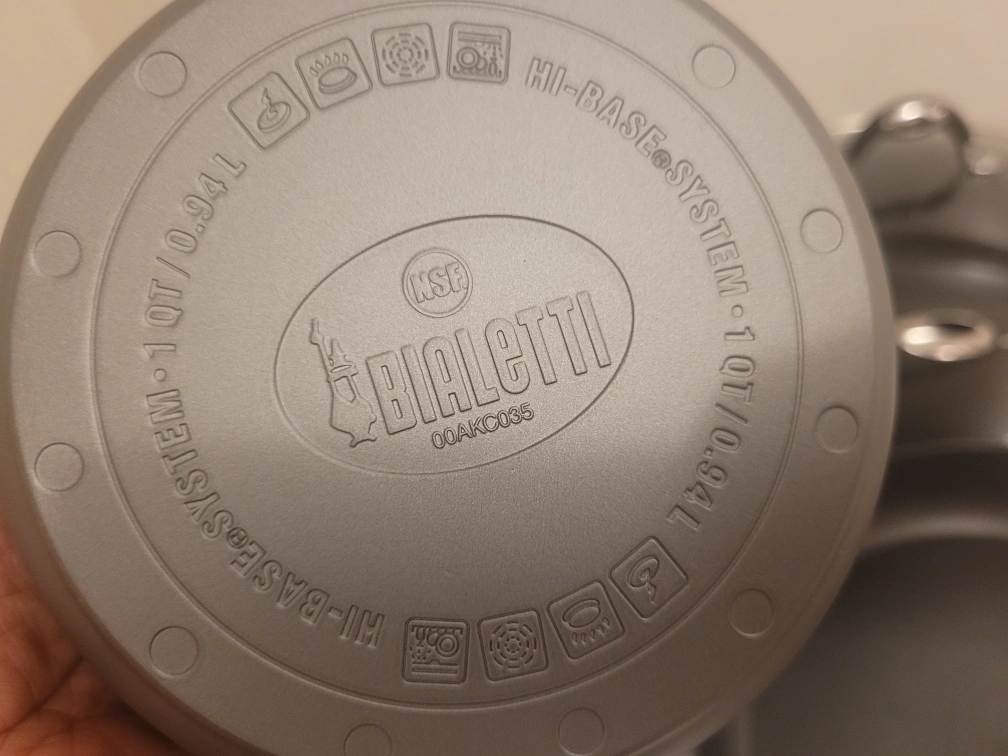 HI-BASE®SYSTEM · 1 QT / 0.94 L
NSF
BIALETTI
00AKC035
HI-BASE®SYSTEM · 1 QT / 0.94 L